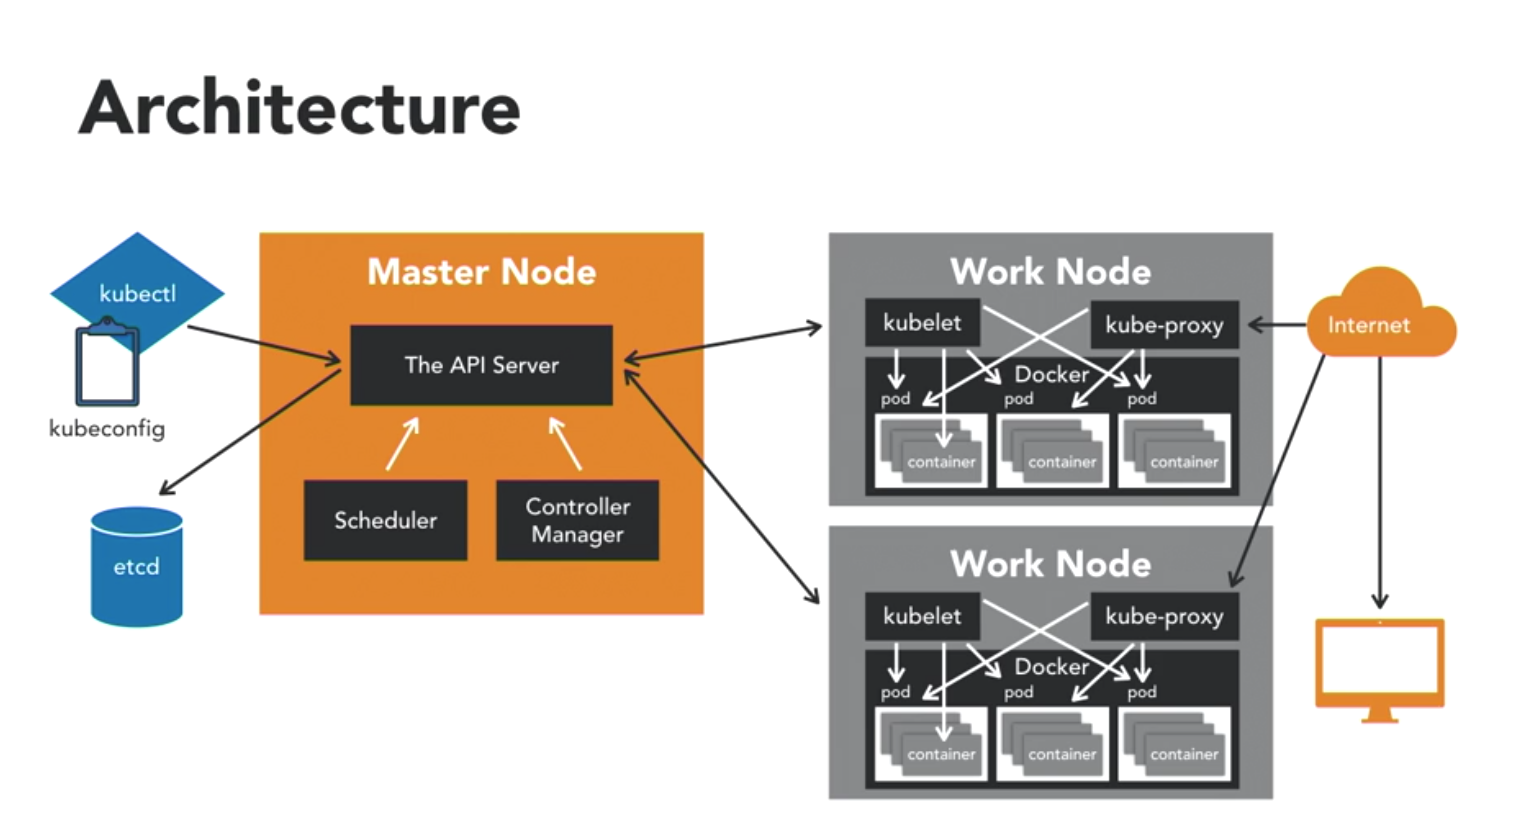 Architecture
kubectl
kubeconfig
etcd
Master Node
The API Server
Scheduler
Controller
Manager
Work Node
kubelet
kube-proxy
Docker
pod
pod
pod
container
container
container
Work Node
kubelet
kube-proxy
Docker
pod
pod
pod
container
container
container
Internet